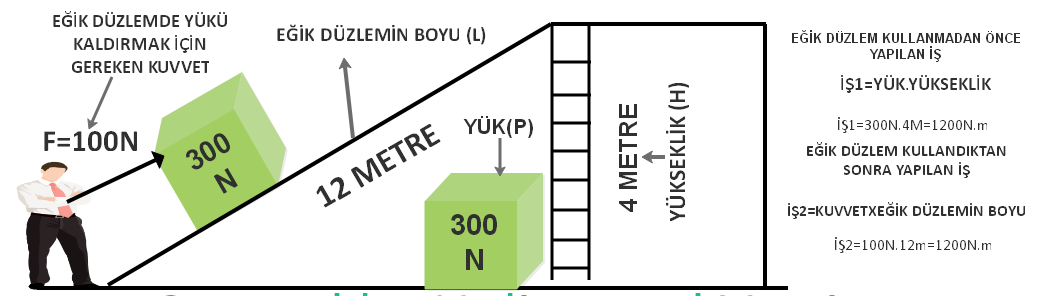 EĞİK DÜZLEMDE YÜKÜ
KALDIRMAK İÇİN
GEREKEN KUVVET
F=100N
300
N
EĞİK DÜZLEMİN BOYU (L)
12 METRE
YÜK(P)
300
N
4 METRE
YÜKSEKLİK (H)
EĞİK DÜZLEM KULLANMADAN ÖNCE
YAPILAN İŞ
İŞ1=YÜK.YÜKSEKLİK
İŞ1=300N.4M=1200N.m
EĞİK DÜZLEM KULLANDIKTAN
SONRA YAPILAN İŞ
İŞ2=KUVVETXEĞİK DÜZLEMİN BOYU
İŞ2=100N.12m=1200N.m